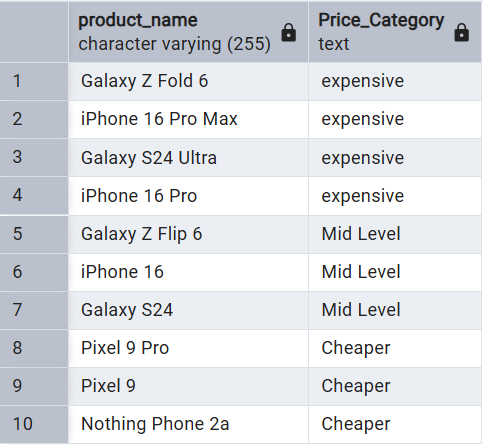 product_name Price_Category
character varying (255) text
1 Galaxy Z Fold 6 expensive
2 iPhone 16 Pro Max expensive
3 Galaxy S24 Ultra expensive
4 iPhone 16 Pro expensive
5 Galaxy Z Flip 6 Mid Level
6 iPhone 16 Mid Level
7 Galaxy S24 Mid Level
8 Pixel 9 Pro Cheaper
9 Pixel 9 Cheaper
10 Nothing Phone 2a Cheaper